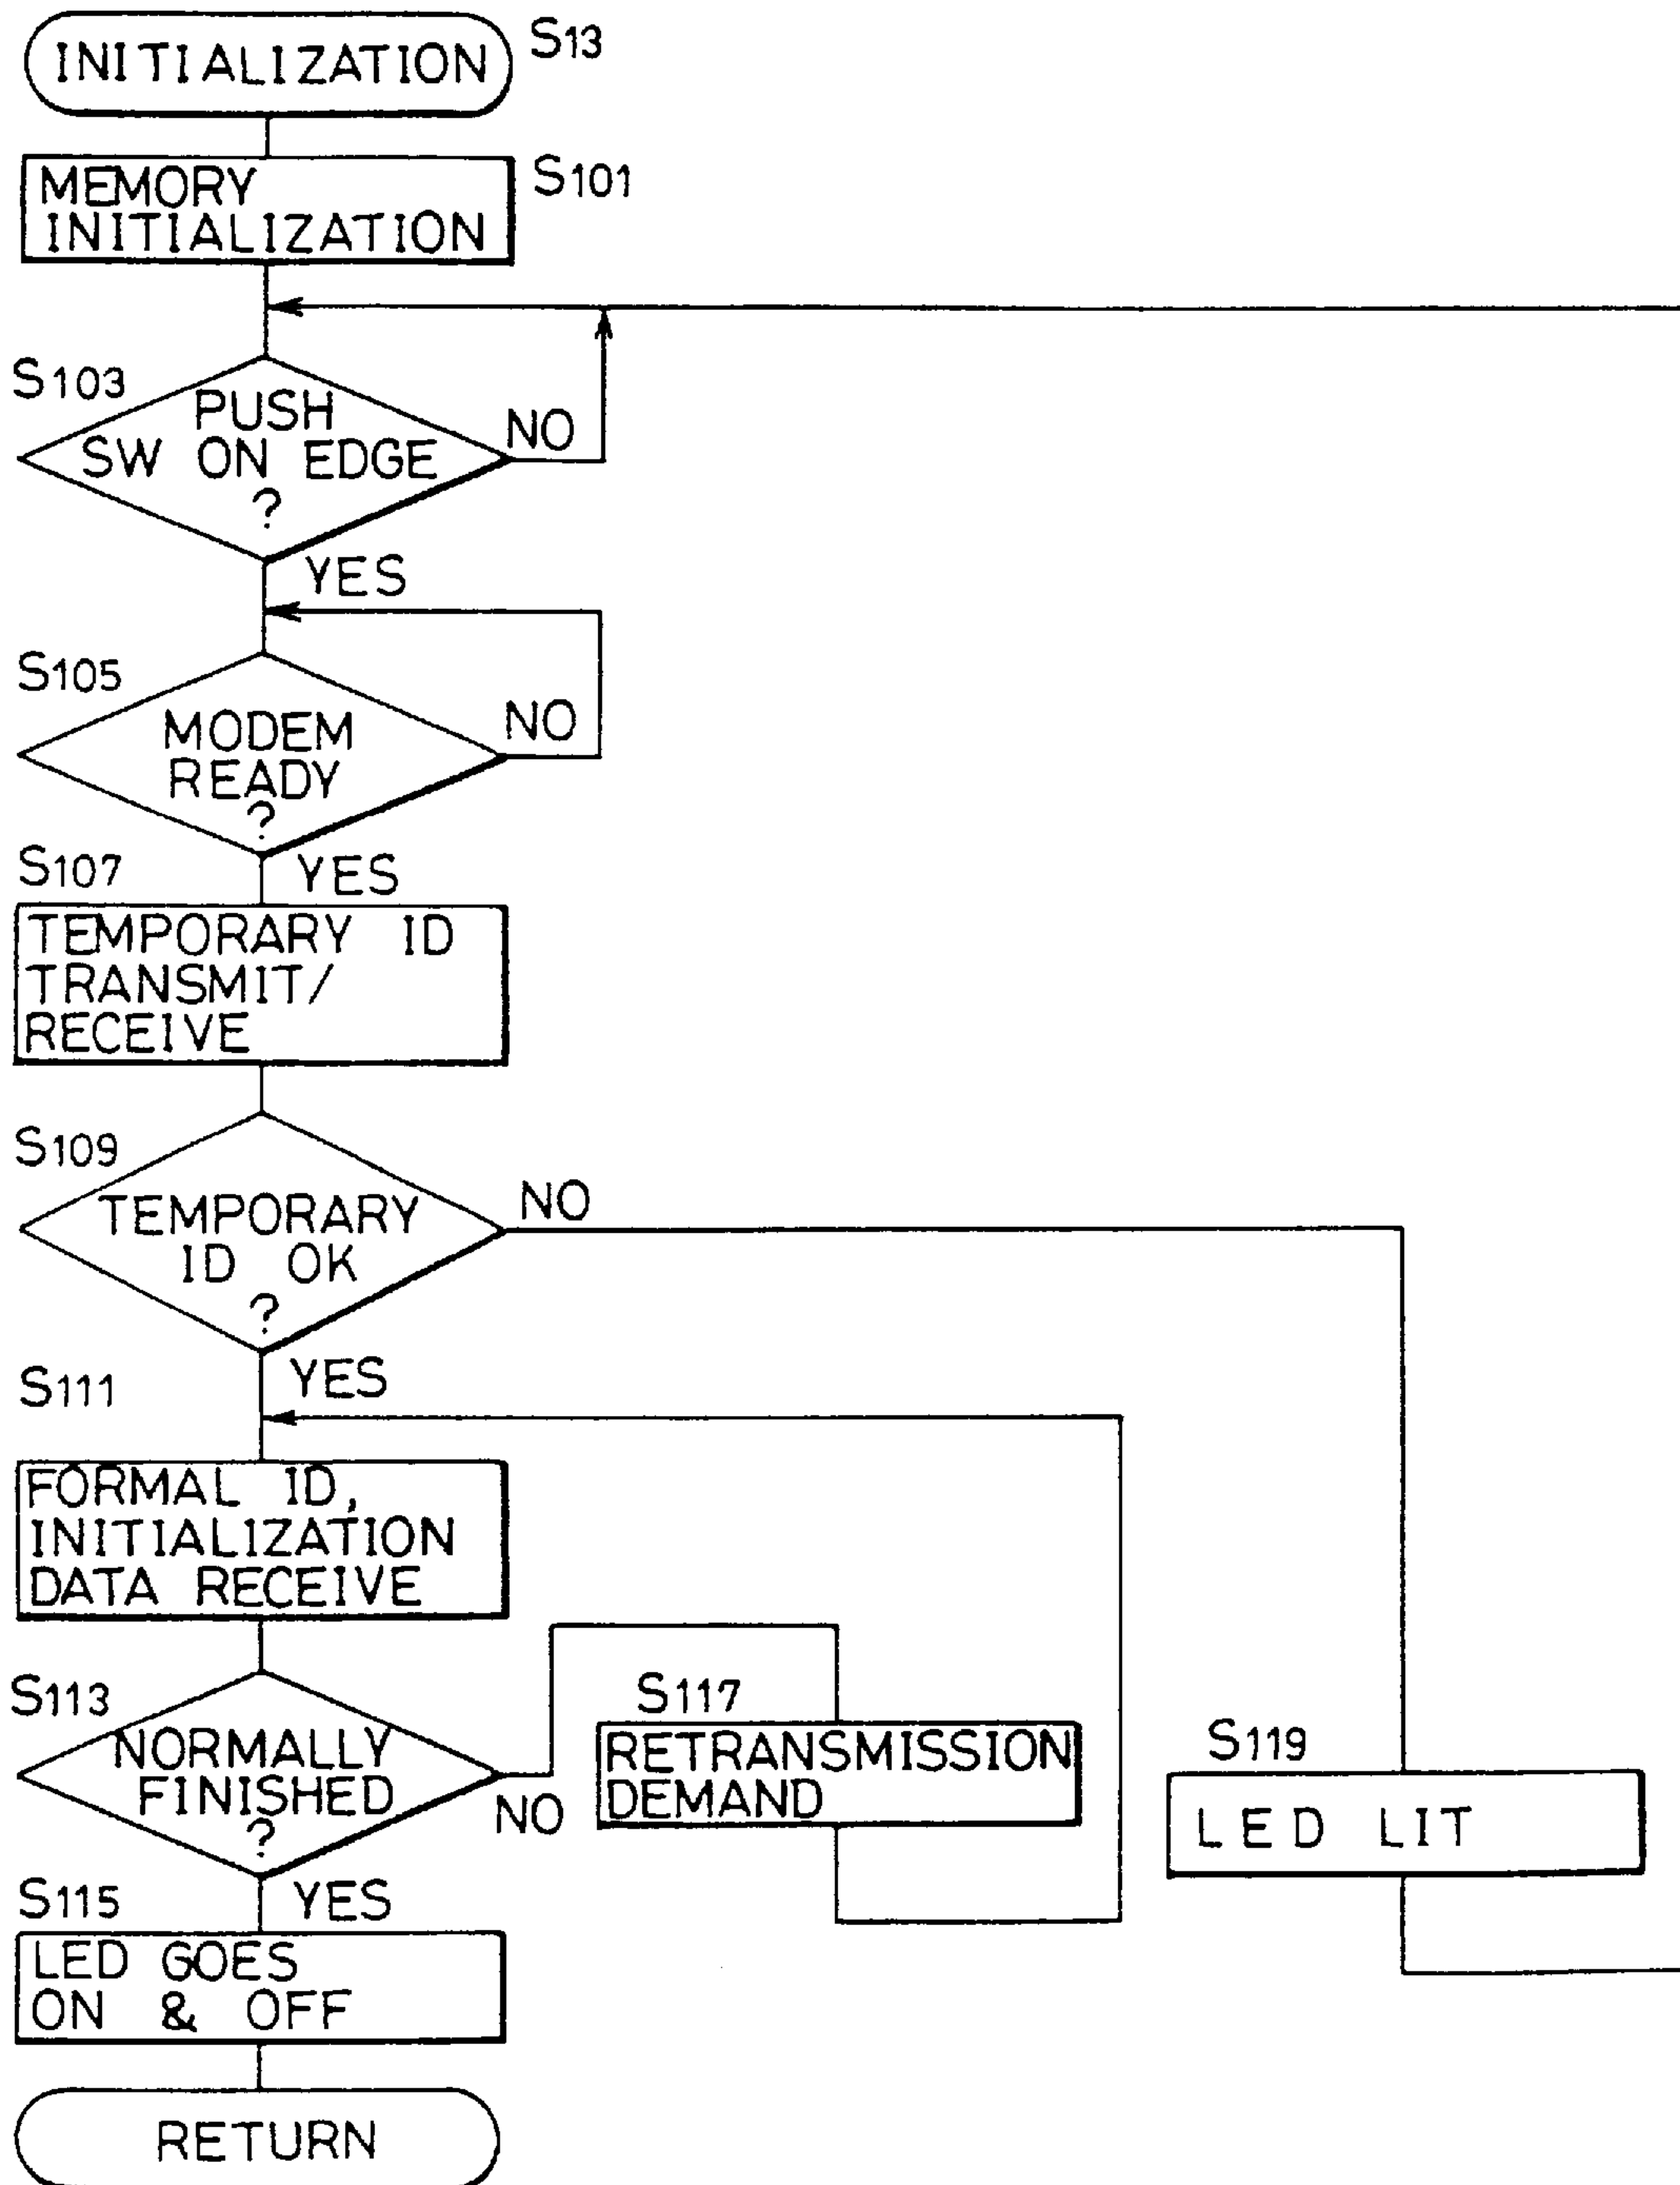 INITIALIZATION
S13
MEMORY
INITIALIZATION
S101
S103
PUSH
SW ON EDGE
?
NO
YES
S105
MODEM
READY
?
NO
YES
S107
TEMPORARY ID
TRANSMIT/
RECEIVE
S109
TEMPORARY
ID OK
?
NO
YES
S111
FORMAL ID,
INITIALIZATION
DATA RECEIVE
S113
NORMALLY
FINISHED
?
NO
YES
S117
RETRANSMISSION
DEMAND
S119
LED LIT
S115
LED GOES
ON & OFF
RETURN